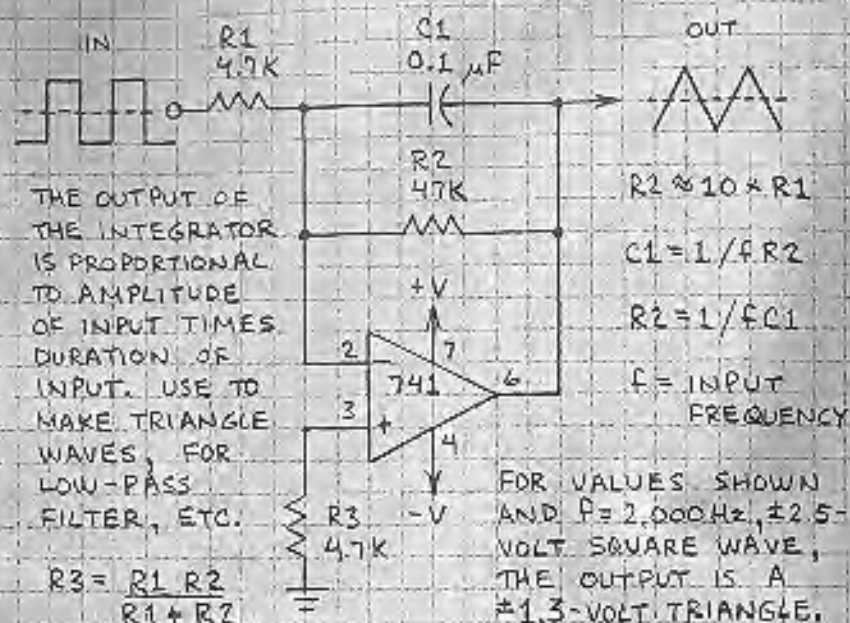 IN
R1
4.7K
C1
0.1 μF
OUT
R2
47K
R2 ≈ 10 × R1
C1 = 1/f R2
R2 = 1/f C1
f = INPUT
FREQUENCY
THE OUTPUT OF
THE INTEGRATOR
IS PROPORTIONAL
TO AMPLITUDE
OF INPUT TIMES
DURATION OF
INPUT. USE TO
MAKE TRIANGLE
WAVES, FOR
LOW-PASS
FILTER, ETC.
+V
2
7
741
6
3
+
4
-V
R3
4.7K
R3 = R1 R2
R1 + R2
FOR VALUES SHOWN
AND f = 2,000 Hz, ±2.5-
VOLT SQUARE WAVE,
THE OUTPUT IS A
±1.3-VOLT TRIANGLE.